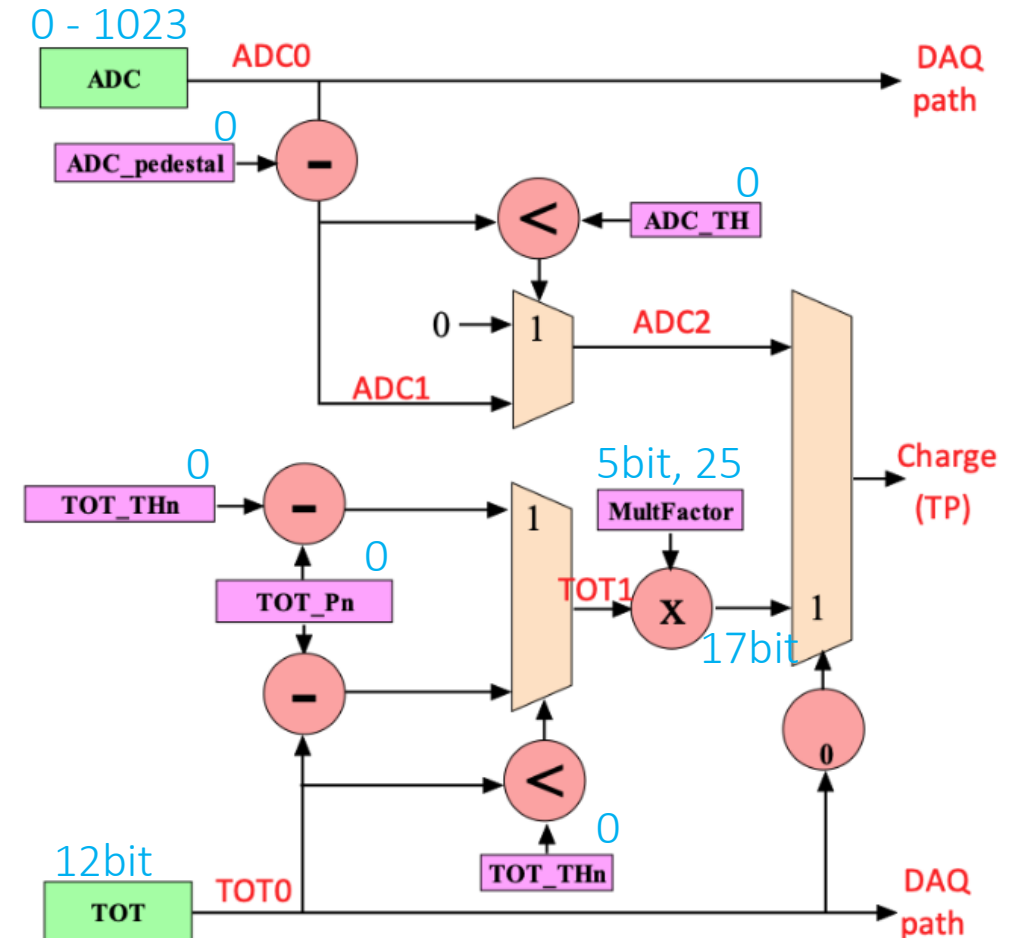 0 - 1023
ADC
ADC0
DAQ
path
0
ADC_pedestal
-
<
0
ADC_TH
0
1
ADC2
ADC1
0
TOT_THn
-
1
5bit, 25
MultFactor
Charge
(TP)
0
TOT_Pn
TOT1
x
1
17bit
-
0
<
0
TOT_THn
12bit
TOT
TOT0
DAQ
path